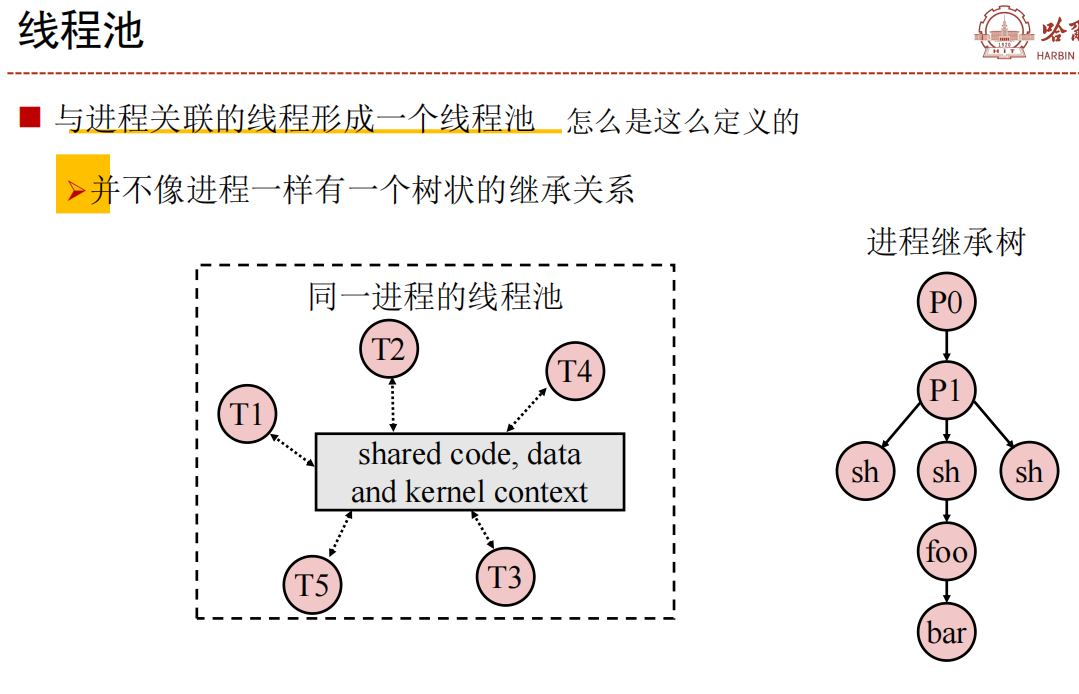 线程池
HIT
1920
哈
HARBIN
与进程关联的线程形成一个线程池 怎么是这么定义的
并不像进程一样有一个树状的继承关系
进程继承树
同一进程的线程池
T2
T4
T1
shared code, data
and kernel context
T5
T3
P0
P1
sh
sh
sh
foo
bar